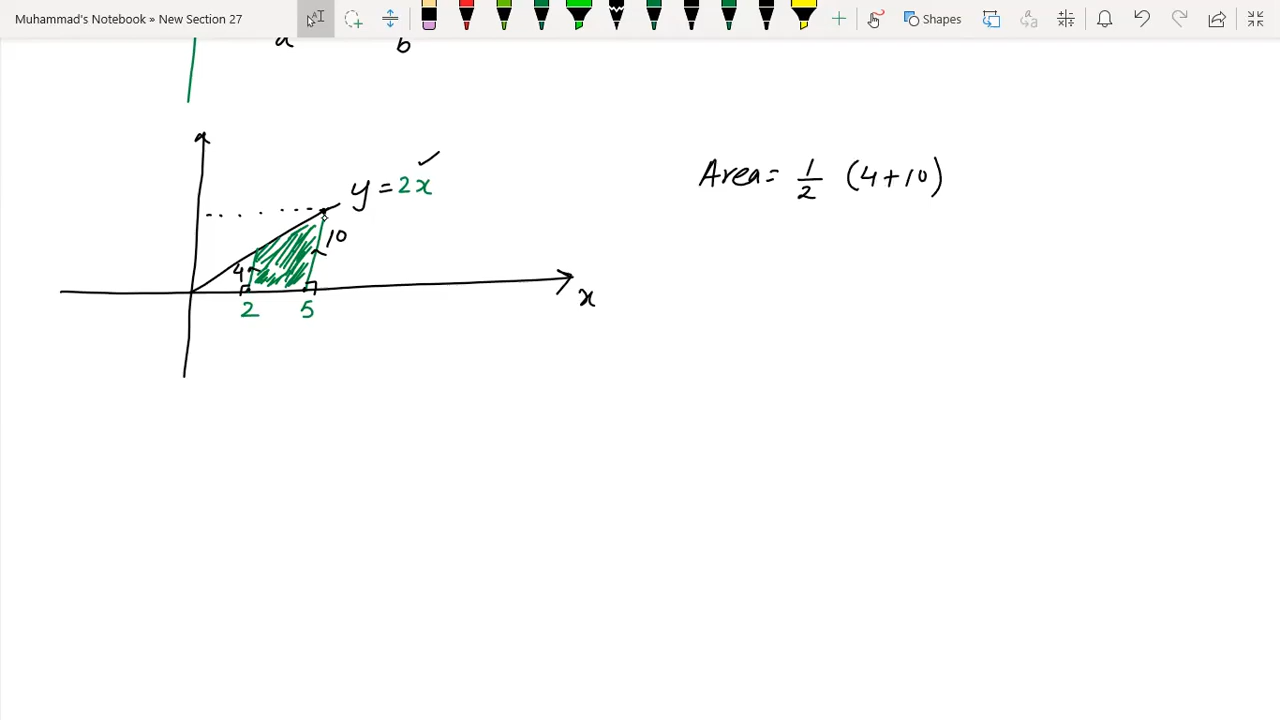 Muhammad's Notebook » New Section 27
Shapes
a b
y = 2x
Area = 1/2 (4+10)
10
4
2 5
x